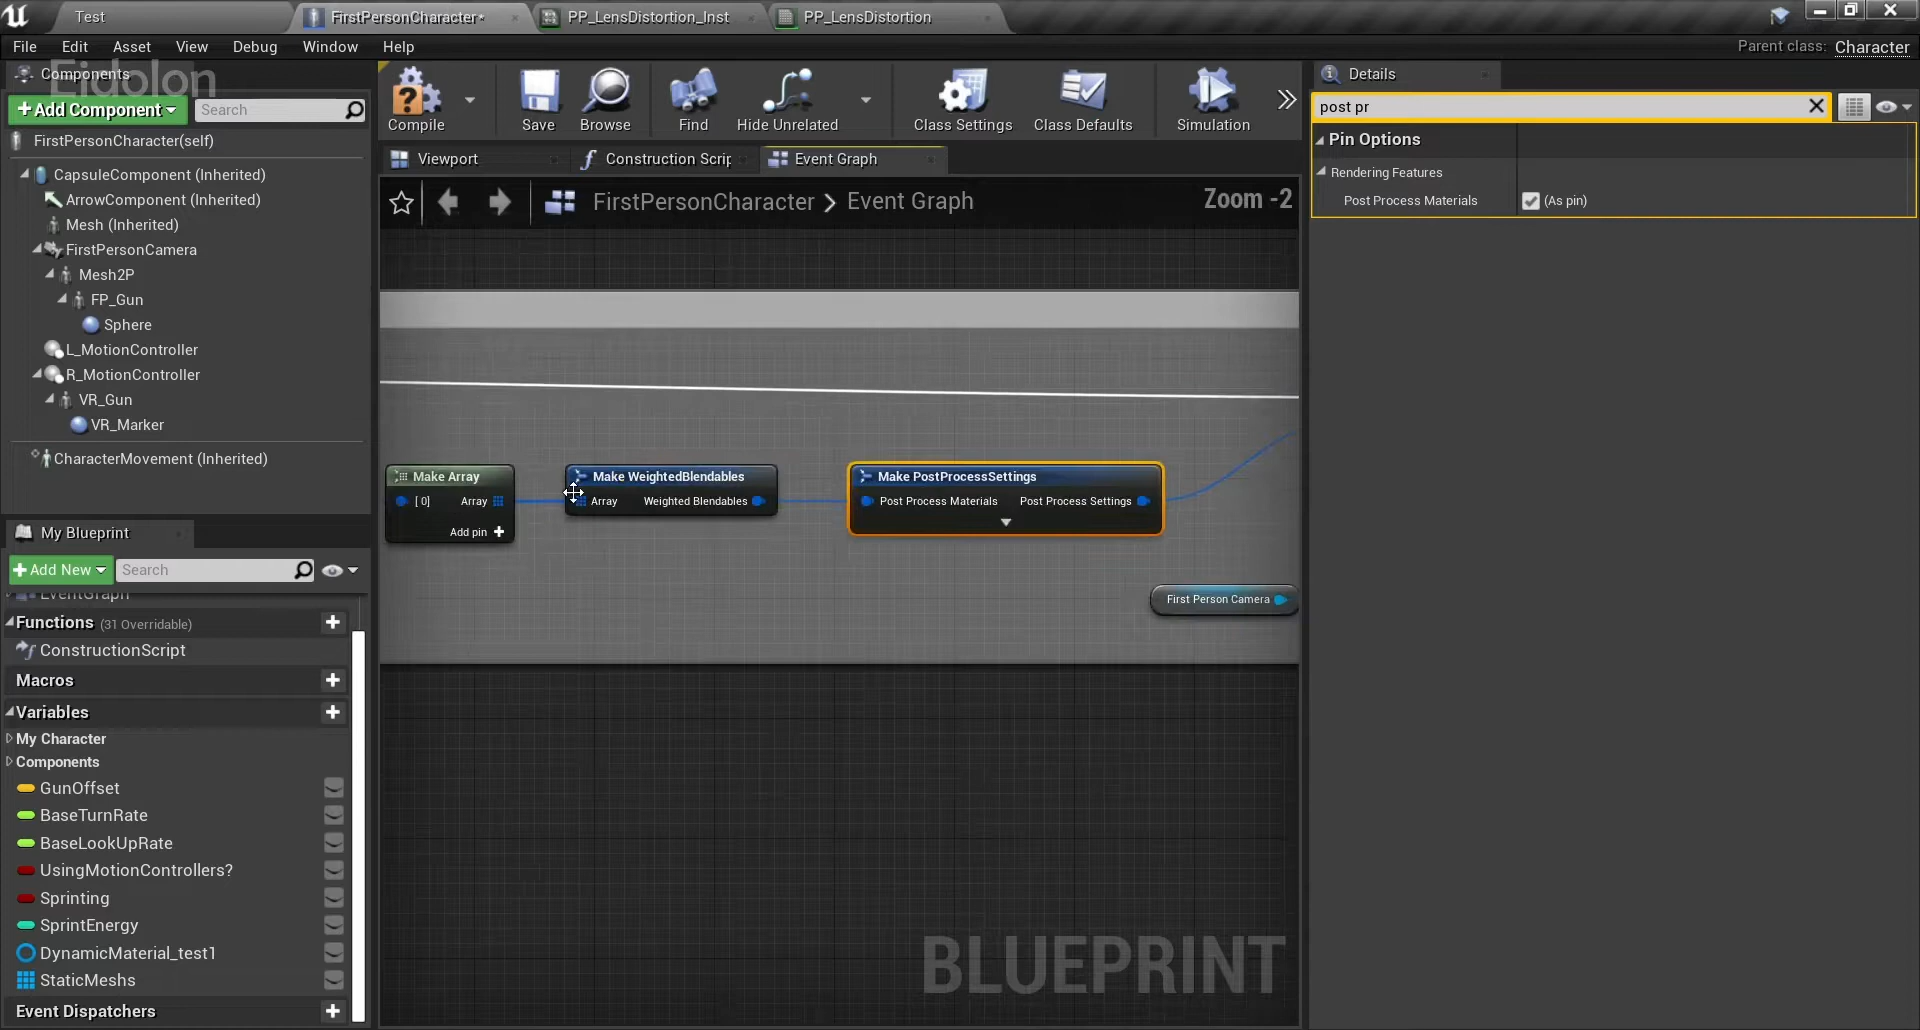 Test
FirstPersonCharacter*
PP_LensDistortion_Inst
PP_LensDistortion
File Edit Asset View Debug Window Help
Parent class: Character
Components
Eidolon
+Add Component
Search
FirstPersonCharacter(self)
CapsuleComponent (Inherited)
ArrowComponent (Inherited)
Mesh (Inherited)
FirstPersonCamera
Mesh2P
FP_Gun
Sphere
L_MotionController
R_MotionController
VR_Gun
VR_Marker
CharacterMovement (Inherited)
My Blueprint
+Add New
Search
EventGraph
Functions (31 Overridable)
ConstructionScript
Macros
Variables
My Character
Components
GunOffset
BaseTurnRate
BaseLookUpRate
UsingMotionControllers?
Sprinting
SprintEnergy
DynamicMaterial_test1
StaticMeshs
Event Dispatchers
Compile
Save
Browse
Find
Hide Unrelated
Class Settings
Class Defaults
Simulation
Viewport
Construction Scrip
Event Graph
FirstPersonCharacter > Event Graph
Zoom -2
Make Array
[0] Array
Add pin +
Make WeightedBlendables
Array Weighted Blendables
Make PostProcessSettings
Post Process Materials Post Process Settings
First Person Camera
BLUEPRINT
Details
post pr
Pin Options
Rendering Features
Post Process Materials (As pin)